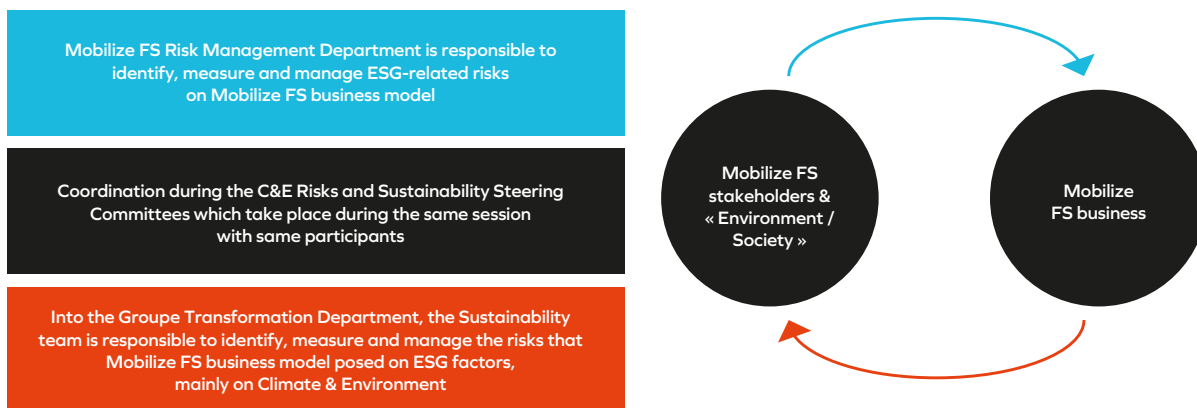 Mobilize FS Risk Management Department is responsible to
identify, measure and manage ESG-related risks
on Mobilize FS business model
Coordination during the C&E Risks and Sustainability Steering
Committees which take place during the same session
with same participants
Into the Groupe Transformation Department, the Sustainability
team is responsible to identify, measure and manage the risks that
Mobilize FS business model posed on ESG factors,
mainly on Climate & Environment
Mobilize FS
stakeholders &
« Environment /
Society »
Mobilize
FS business